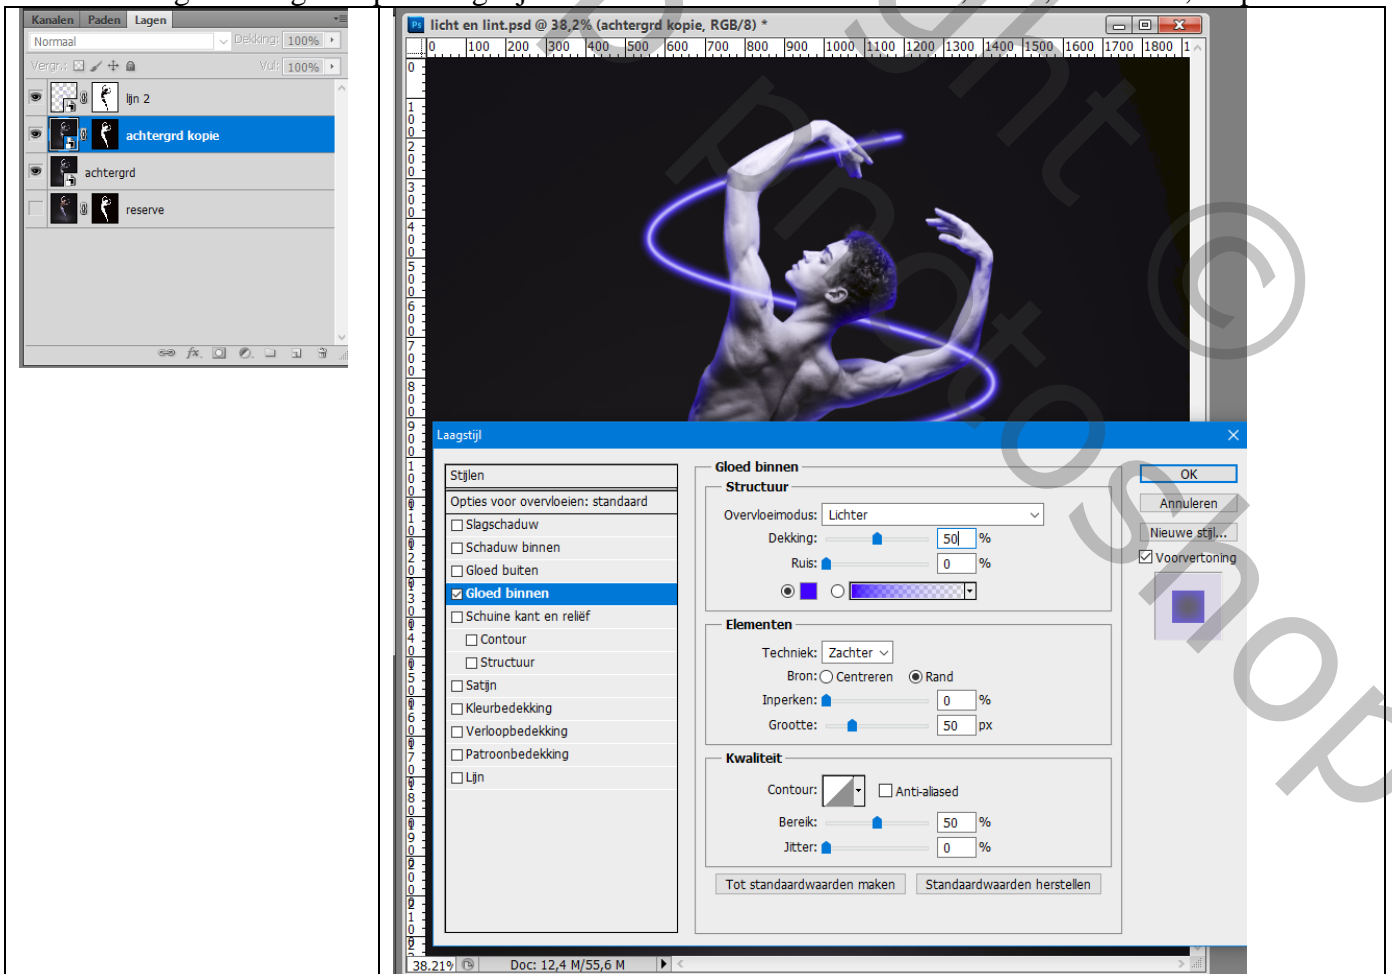 Kanalen Paden Lagen
Normaal Dekking: 100%
Vergr.: Vul: 100%
lijn 2
achtergrd kopie
achtergrd
reserve
licht en lint.psd @ 38,2% (achtergrd kopie, RGB/8) *
0 100 200 300 400 500 600 700 800 900 1000 1100 1200 1300 1400 1500 1600 1700 1800 1
Laagstijl
Stijlen
Opties voor overvloeien: standaard
Slagschaduw
Schaduw binnen
Gloed buiten
Gloed binnen
Schuine kant en reliëf
Contour
Structuur
Satijn
Kleurbedekking
Verloopbedekking
Patroonbedekking
Lijn
Gloed binnen
Structuur
Overvloeimodus: Lichter
Dekking: 50 %
Ruis: 0 %
Elementen
Techniek: Zachter
Bron: Centreren Rand
Inperken: 0 %
Grootte: 50 px
Kwaliteit
Contour: Anti-aliased
Bereik: 50 %
Jitter: 0 %
Tot standaardwaarden maken Standaardwaarden herstellen
OK
Annuleren
Nieuwe stijl...
Voorvertoning
38.21% Doc: 12,4 M/55,6 M
©
photoshop